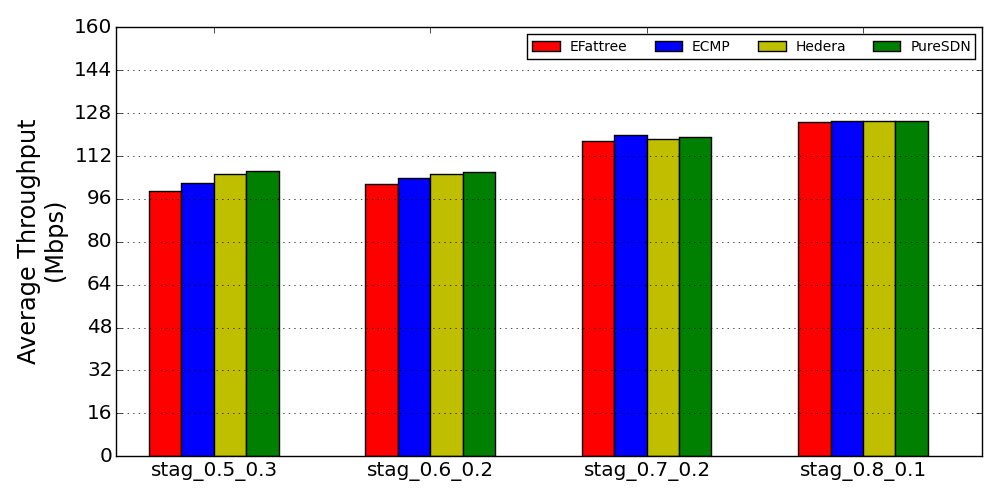 Average Throughput
(Mbps)
160
144
128
112
96
80
64
48
32
16
0
EFattree ECMP Hedera PureSDN
stag_0.5_0.3 stag_0.6_0.2 stag_0.7_0.2 stag_0.8_0.1